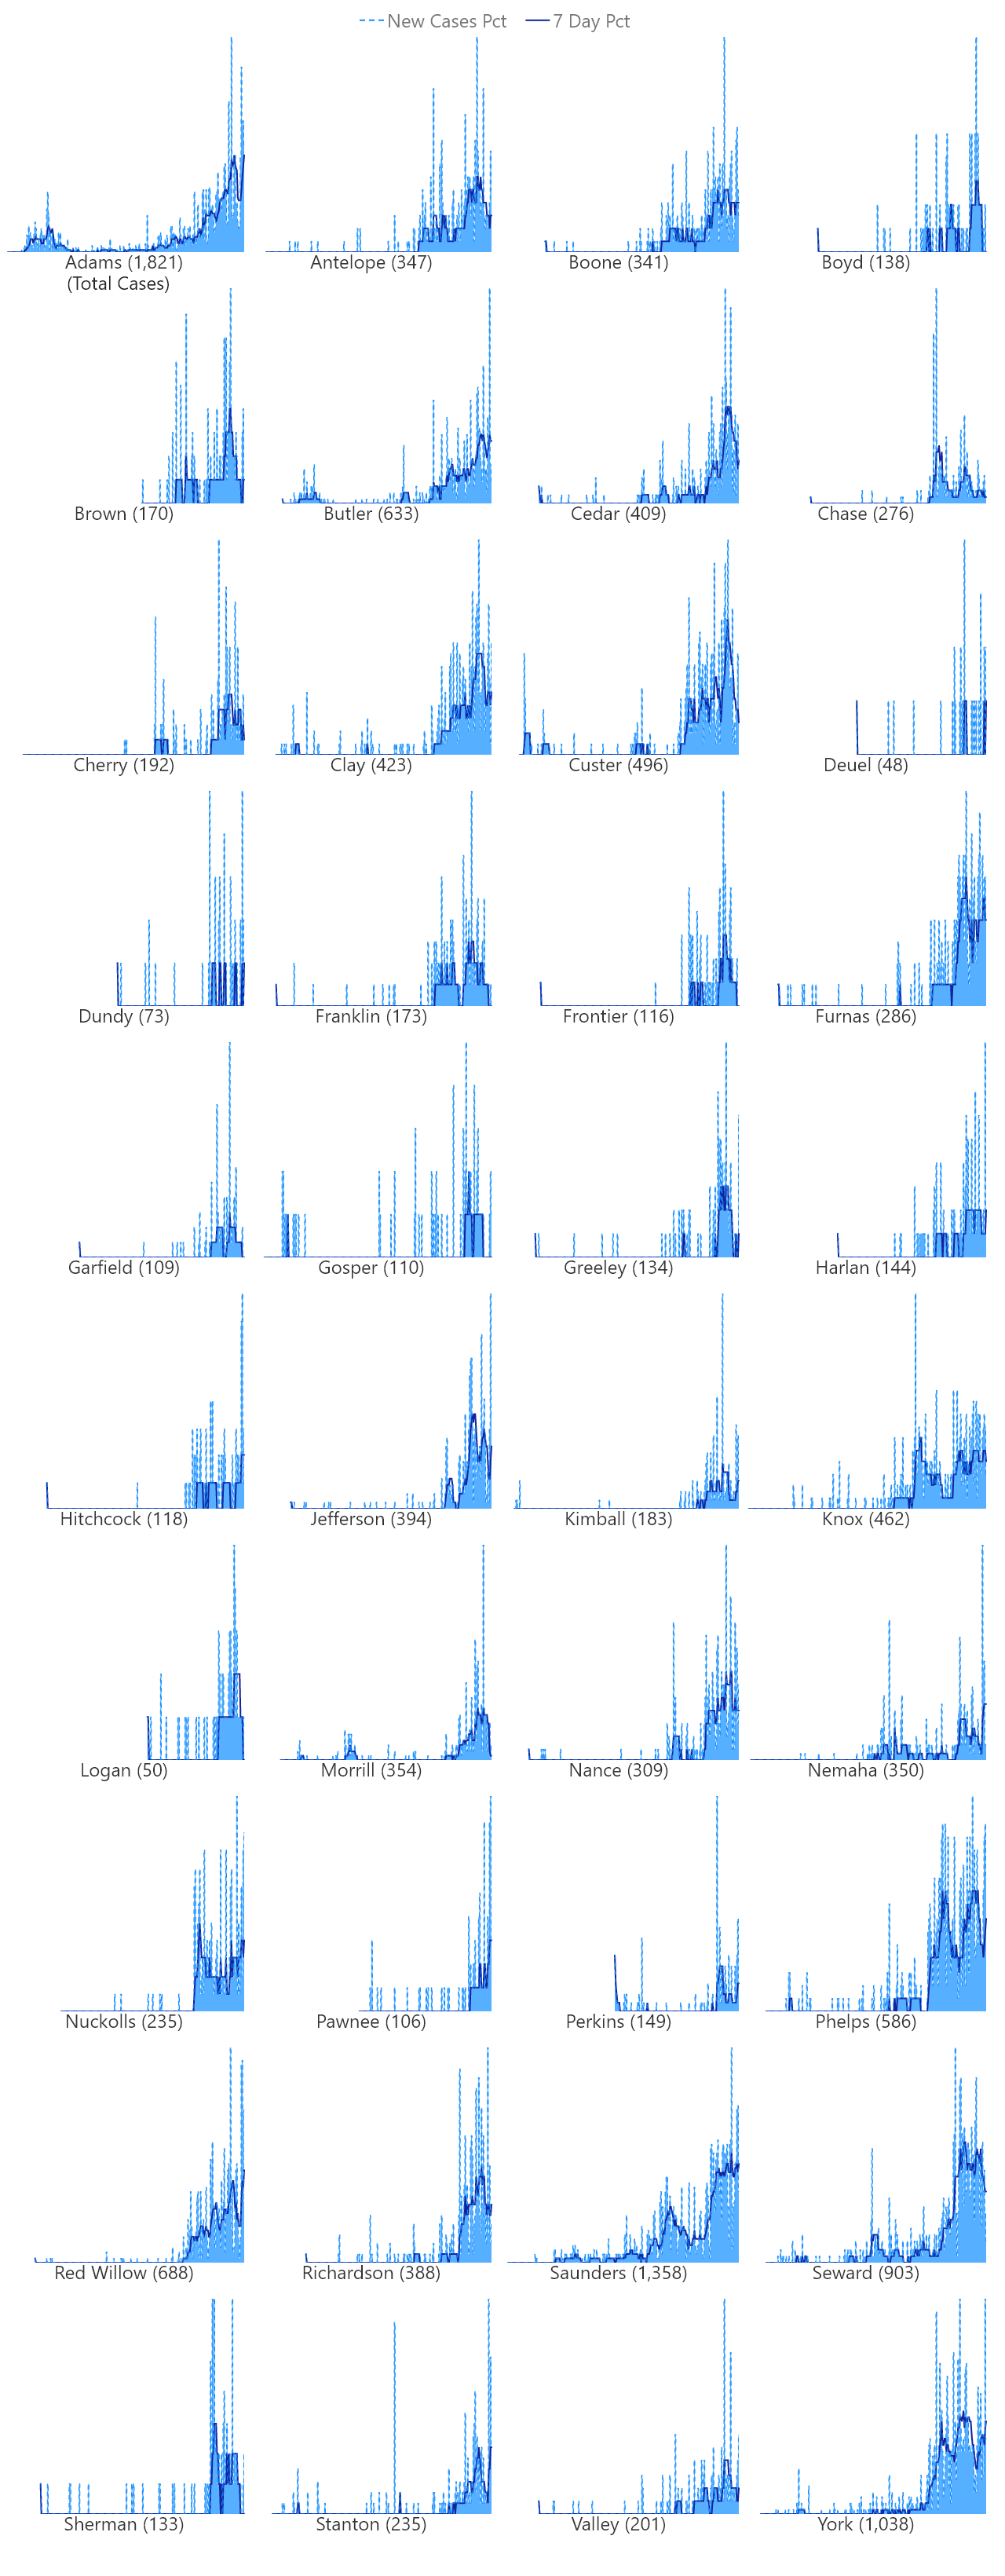 New Cases Pct 7 Day Pct
Adams (1,821) Antelope (347) Boone (341) Boyd (138)
(Total Cases)
Brown (170) Butler (633) Cedar (409) Chase (276)
Cherry (192) Clay (423) Custer (496) Deuel (48)
Dundy (73) Franklin (173) Frontier (116) Furnas (286)
Garfield (109) Gosper (110) Greeley (134) Harlan (144)
Hitchcock (118) Jefferson (394) Kimball (183) Knox (462)
Logan (50) Morrill (354) Nance (309) Nemaha (350)
Nuckolls (235) Pawnee (106) Perkins (149) Phelps (586)
Red Willow (688) Richardson (388) Saunders (1,358) Seward (903)
Sherman (133) Stanton (235) Valley (201) York (1,038)